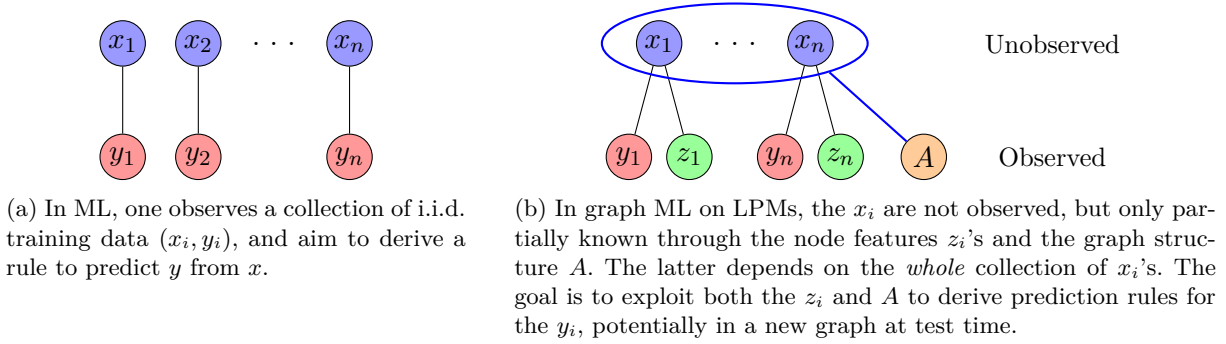 x₁ x₂ · · · xₙ
y₁ y₂ yₙ
(a) In ML, one observes a collection of i.i.d.
training data (xᵢ, yᵢ), and aim to derive a
rule to predict y from x.
x₁ · · · xₙ Unobserved
y₁ z₁ yₙ zₙ A Observed
(b) In graph ML on LPMs, the xᵢ are not observed, but only par-
tially known through the node features zᵢ's and the graph struc-
ture A. The latter depends on the whole collection of xᵢ's. The
goal is to exploit both the zᵢ and A to derive prediction rules for
the yᵢ, potentially in a new graph at test time.